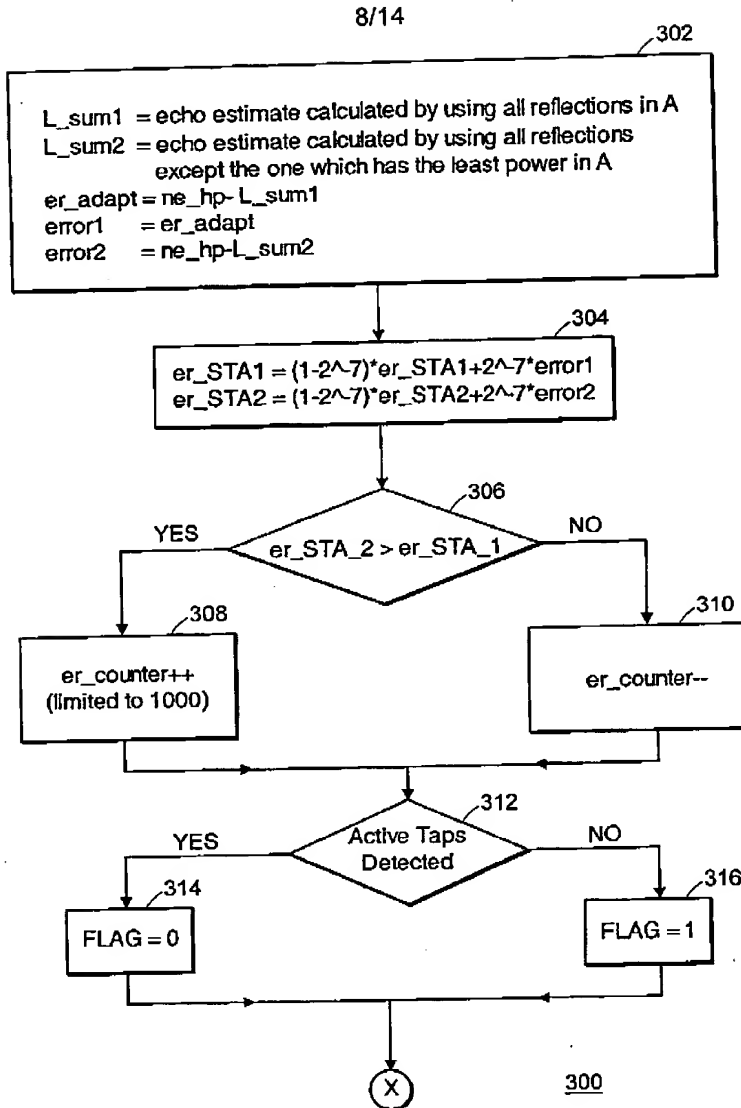 8/14
302
L_sum1 = echo estimate calculated by using all reflections in A
L_sum2 = echo estimate calculated by using all reflections
except the one which has the least power in A
er_adapt = ne_hp- L_sum1
error1 = er_adapt
error2 = ne_hp-L_sum2
304
er_STA1 = (1-2^-7)*er_STA1+2^-7*error1
er_STA2 = (1-2^-7)*er_STA2+2^-7*error2
306
YES
er_STA_2 > er_STA_1
NO
308
er_counter++
(limited to 1000)
310
er_counter--
312
YES
Active Taps
Detected
NO
314
FLAG = 0
316
FLAG = 1
X
300